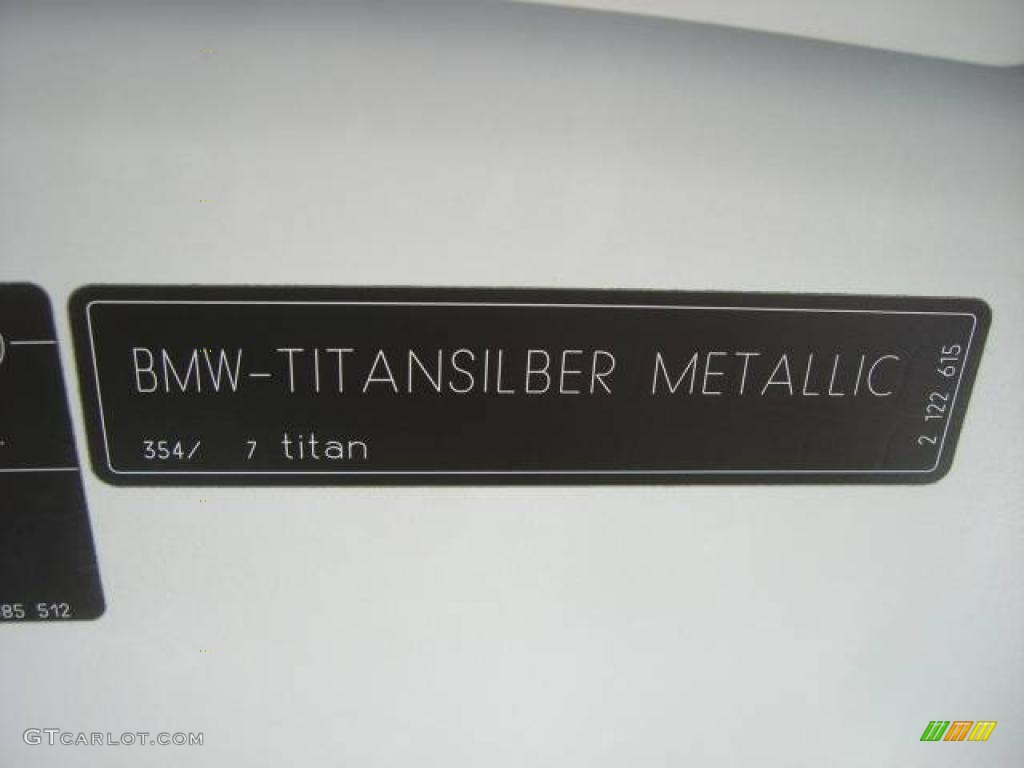 BMW-TITANSILBER METALLIC
354/ 7 titan
2 122 615
85 512
GTCARLOT.COM